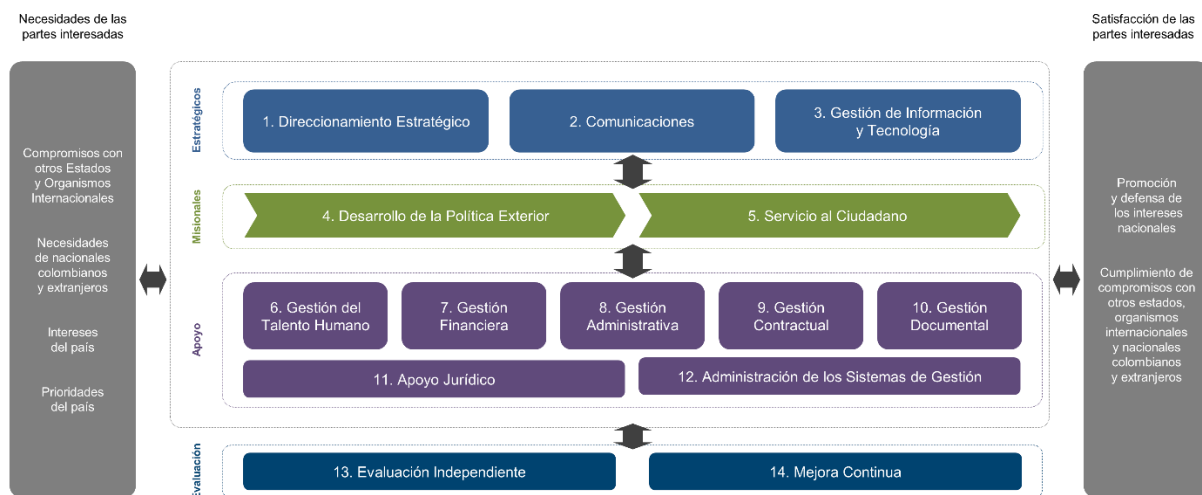 Necesidades de las
partes interesadas
Satisfacción de las
partes interesadas
Compromisos con
otros Estados
y Organismos
Internacionales
Necesidades
de nacionales
colombianos
y extranjeros
Intereses
del país
Prioridades
del país
Estratégicos
1. Direccionamiento Estratégico
2. Comunicaciones
3. Gestión de Información
y Tecnología
Misionales
4. Desarrollo de la Política Exterior
5. Servicio al Ciudadano
Apoyo
6. Gestión del
Talento Humano
7. Gestión
Financiera
8. Gestión
Administrativa
9. Gestión
Contractual
10. Gestión
Documental
11. Apoyo Jurídico
12. Administración de los Sistemas de Gestión
Evaluación
13. Evaluación Independiente
14. Mejora Continua
Promoción
y defensa de
los intereses
nacionales
Cumplimiento de
compromisos con
otros estados,
organismos
internacionales
y nacionales
colombianos
y extranjeros